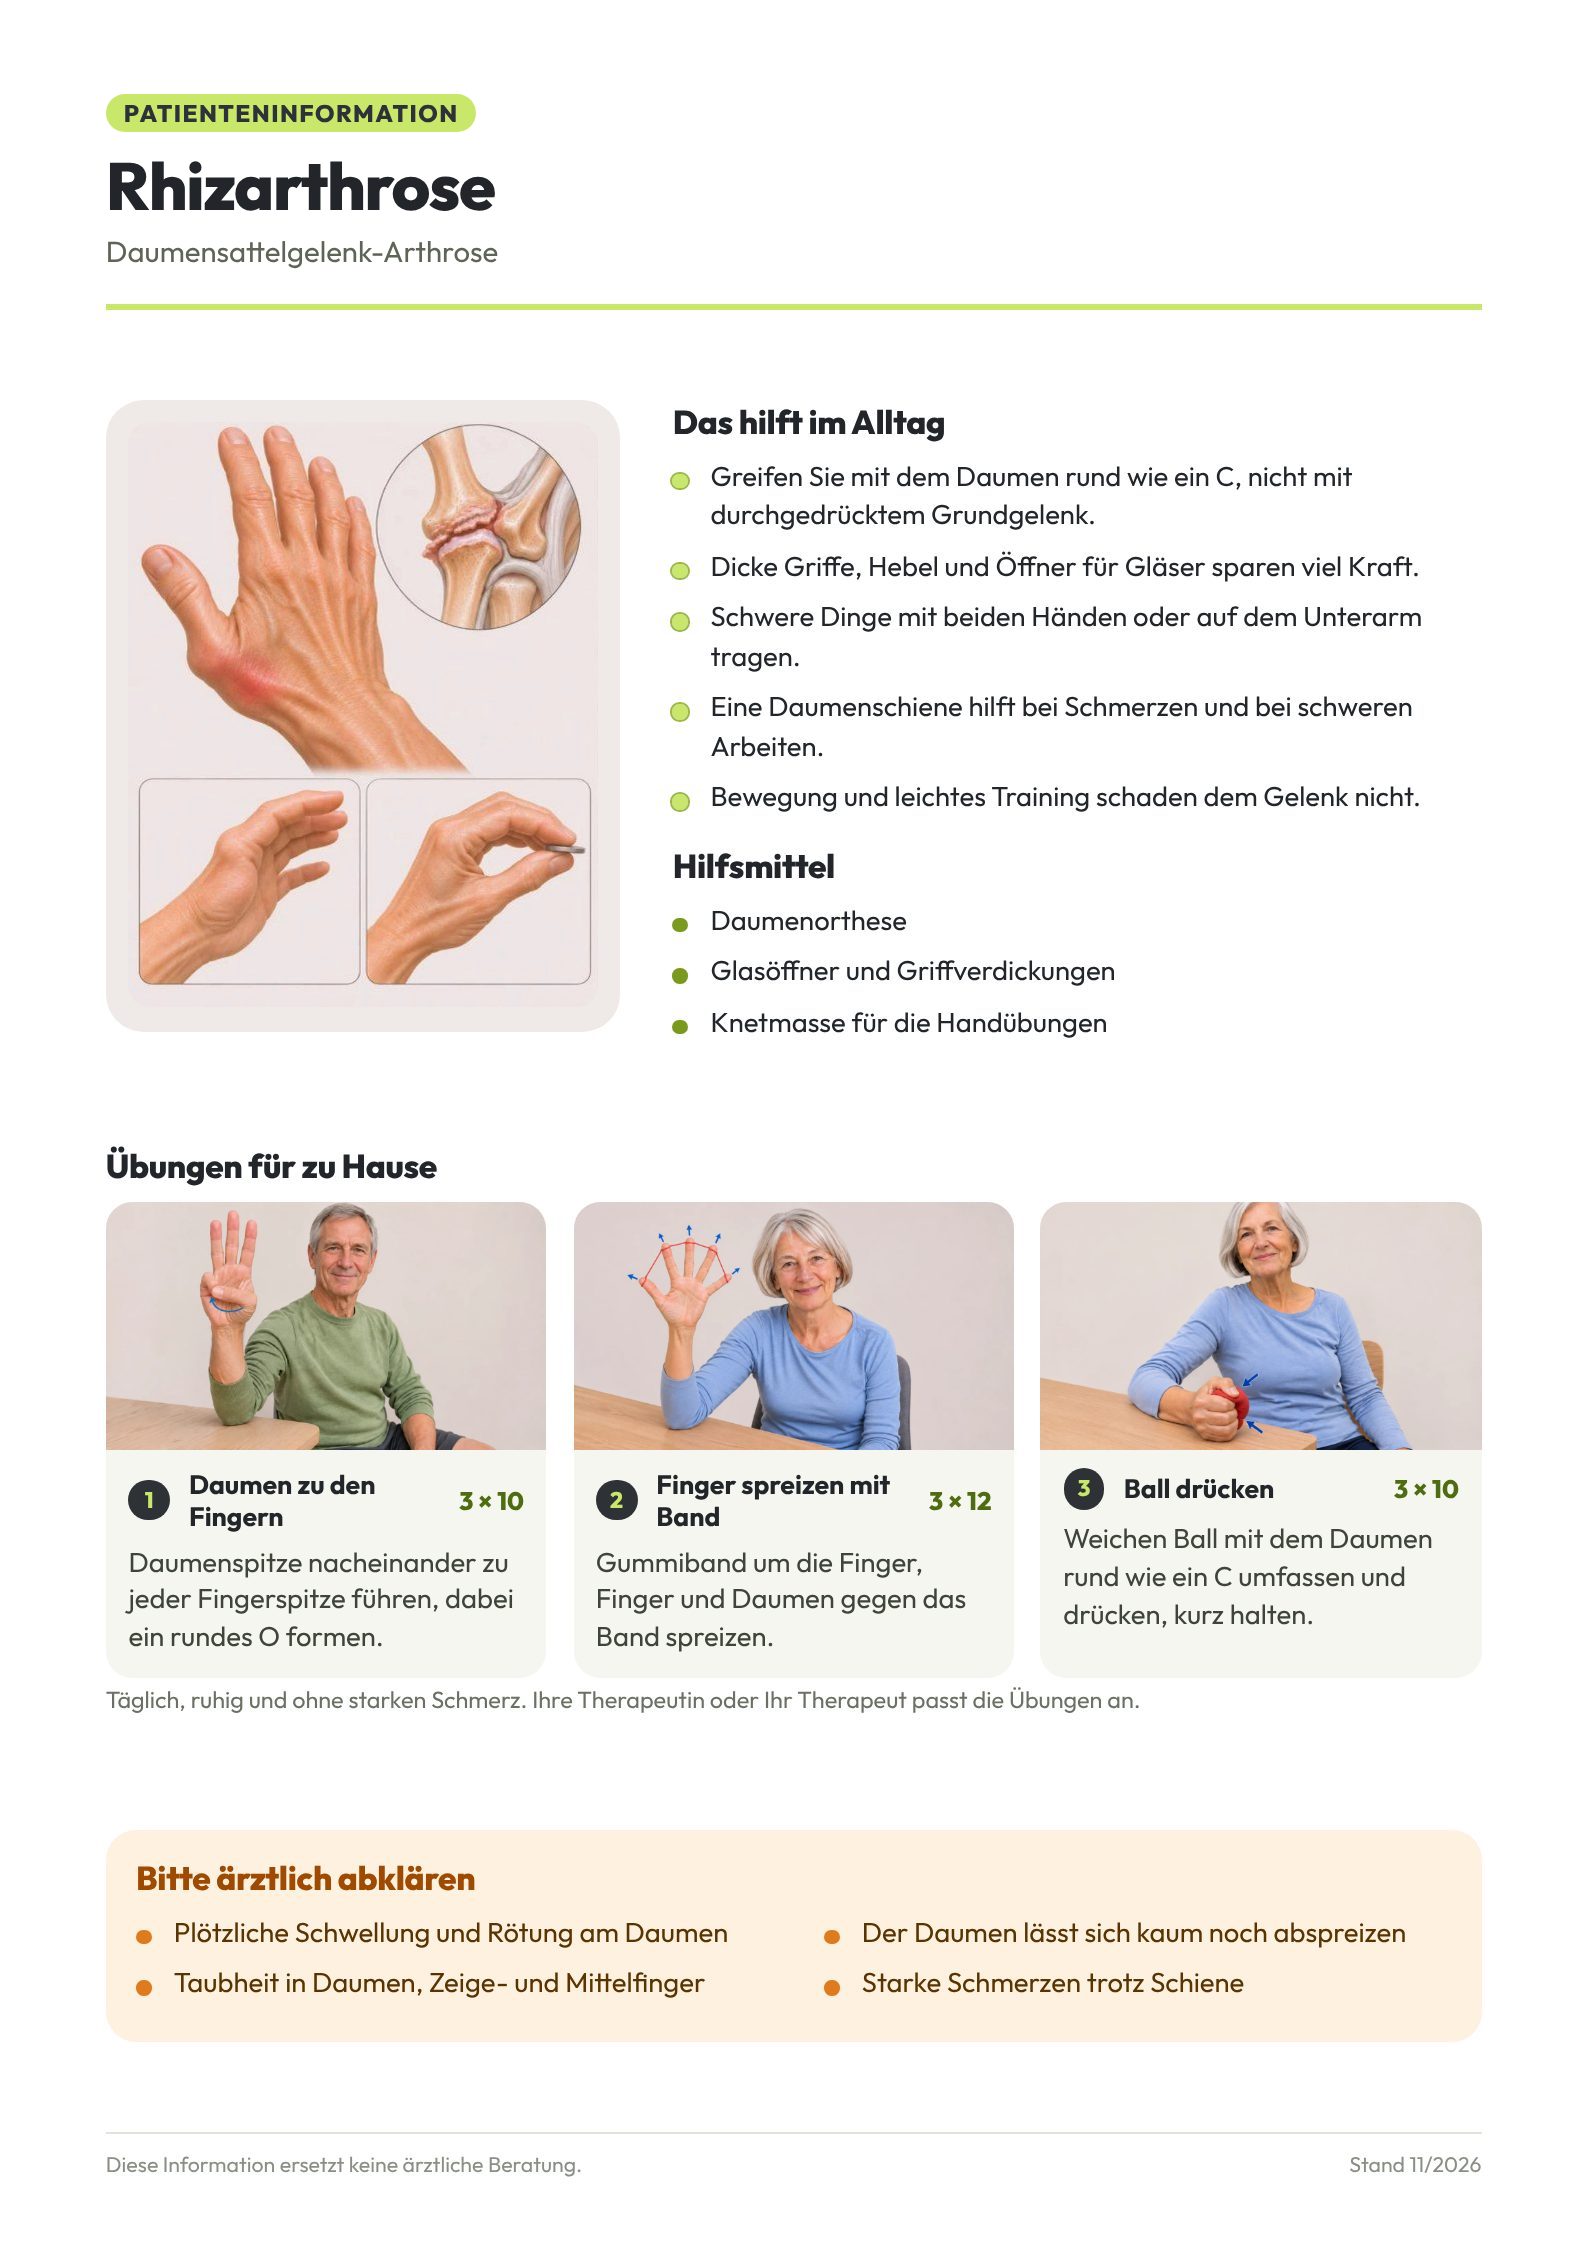 PATIENTENINFORMATION
Rhizarthrose
Daumensattelgelenk-Arthrose
Das hilft im Alltag
Greifen Sie mit dem Daumen rund wie ein C, nicht mit
durchgedrücktem Grundgelenk.
Dicke Griffe, Hebel und Öffner für Gläser sparen viel Kraft.
Schwere Dinge mit beiden Händen oder auf dem Unterarm
tragen.
Eine Daumenschiene hilft bei Schmerzen und bei schweren
Arbeiten.
Bewegung und leichtes Training schaden dem Gelenk nicht.
Hilfsmittel
Daumenorthese
Glasöffner und Griffverdickungen
Knetmasse für die Handübungen
Übungen für zu Hause
1 Daumen zu den
Fingern
3 × 10
Daumenspitze nacheinander zu
jeder Fingerspitze führen, dabei
ein rundes O formen.
2 Finger spreizen mit
Band
3 × 12
Gummiband um die Finger,
Finger und Daumen gegen das
Band spreizen.
3 Ball drücken 3 × 10
Weichen Ball mit dem Daumen
rund wie ein C umfassen und
drücken, kurz halten.
Täglich, ruhig und ohne starken Schmerz. Ihre Therapeutin oder Ihr Therapeut passt die Übungen an.
Bitte ärztlich abklären
Plötzliche Schwellung und Rötung am Daumen
Taubheit in Daumen, Zeige- und Mittelfinger
Der Daumen lässt sich kaum noch abspreizen
Starke Schmerzen trotz Schiene
Diese Information ersetzt keine ärztliche Beratung.
Stand 11/2026